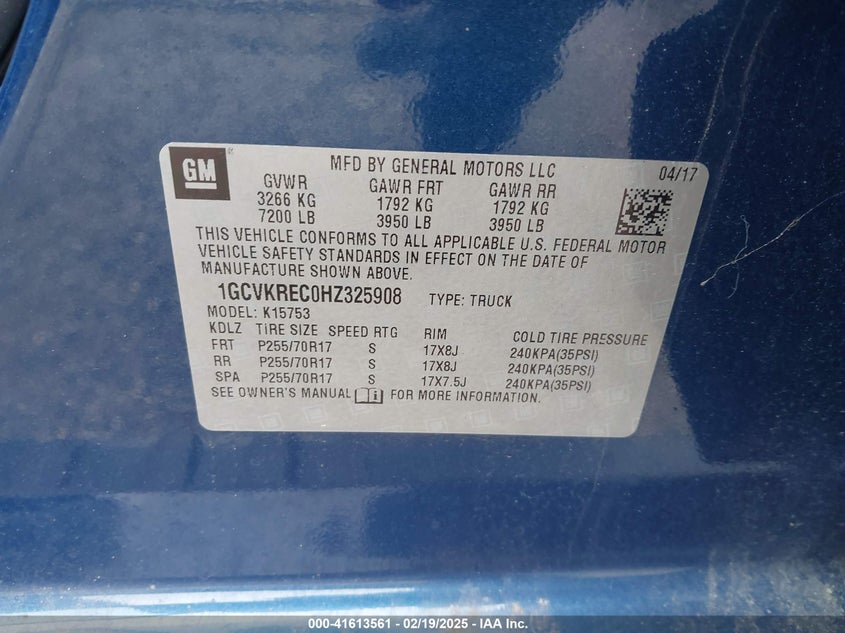 GM
MFD BY GENERAL MOTORS LLC 04/17
GVWR GAWR FRT GAWR RR
3266 KG 1792 KG 1792 KG
7200 LB 3950 LB 3950 LB
THIS VEHICLE CONFORMS TO ALL APPLICABLE U.S. FEDERAL MOTOR
VEHICLE SAFETY STANDARDS IN EFFECT ON THE DATE OF
MANUFACTURE SHOWN ABOVE.
1GCVKREC0HZ325908 TYPE: TRUCK
MODEL: K15753
KDLZ TIRE SIZE SPEED RTG RIM COLD TIRE PRESSURE
FRT P255/70R17 S 17X8J 240KPA(35PSI)
RR P255/70R17 S 17X8J 240KPA(35PSI)
SPA P255/70R17 S 17X7.5J 240KPA(35PSI)
SEE OWNER'S MANUAL FOR MORE INFORMATION.
000-41613561 - 02/19/2025 - IAA Inc.